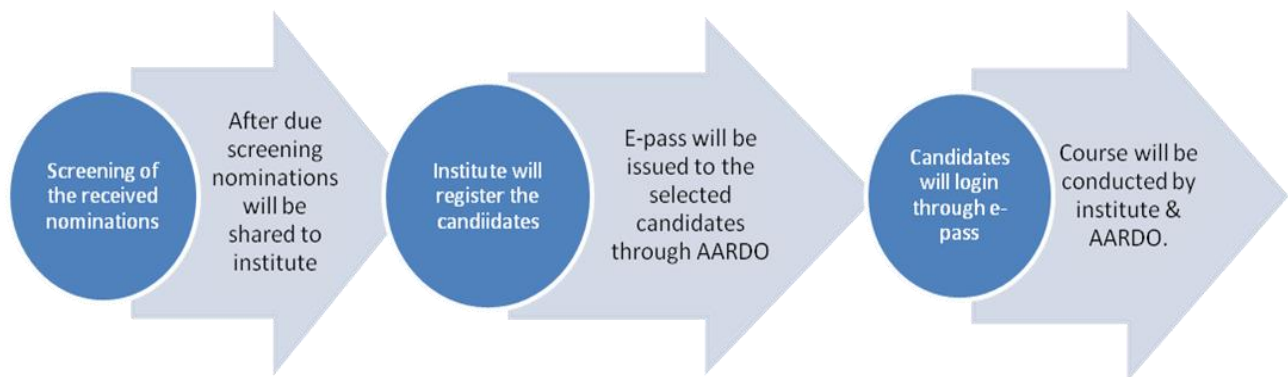 Screening of
the received
nominations
After due
screening
nominations
will be
shared to
institute
Institute will
register the
candiidates
E-pass will be
issued to the
selected
candidates
through AARDO
Candidates
will login
through e-
pass
Course will be
conducted by
institute &
AARDO.